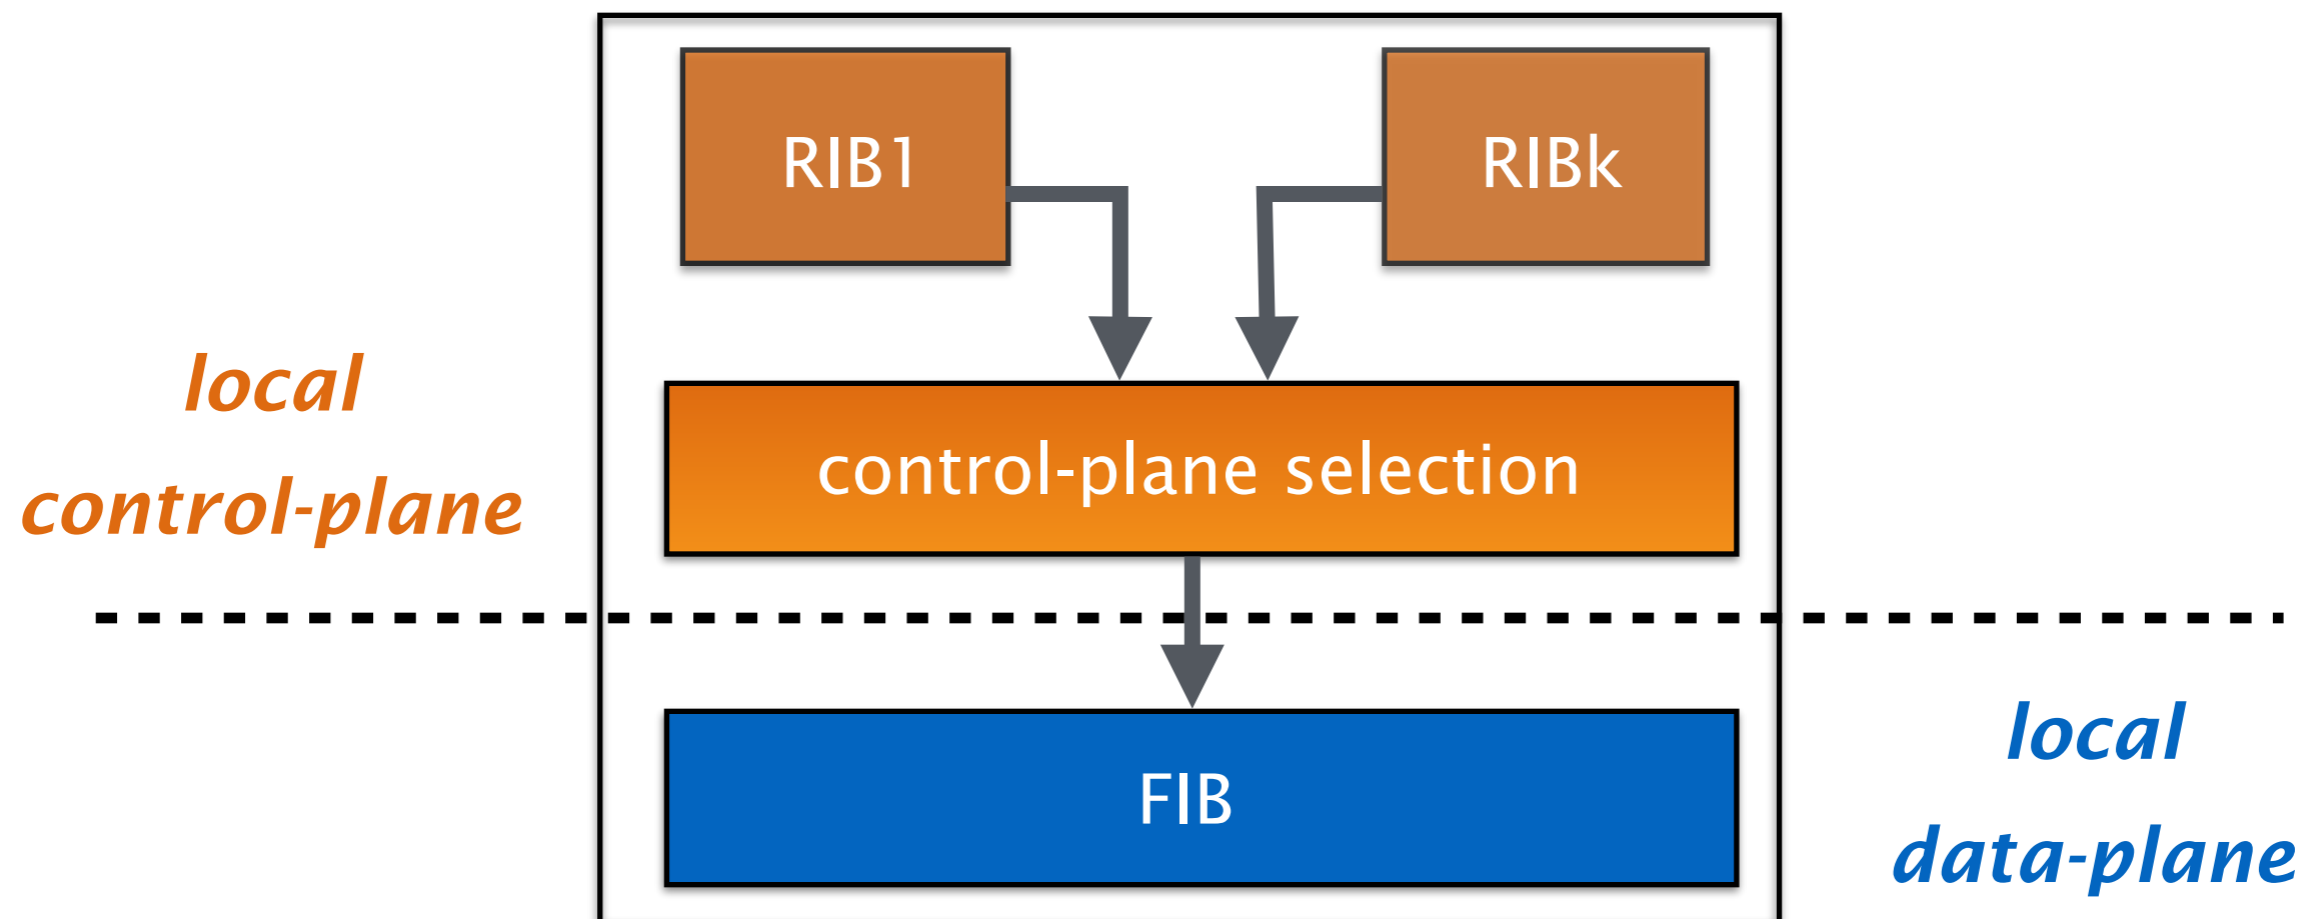 RIB1
RIBk
local
control-plane
control-plane selection
FIB
local
data-plane